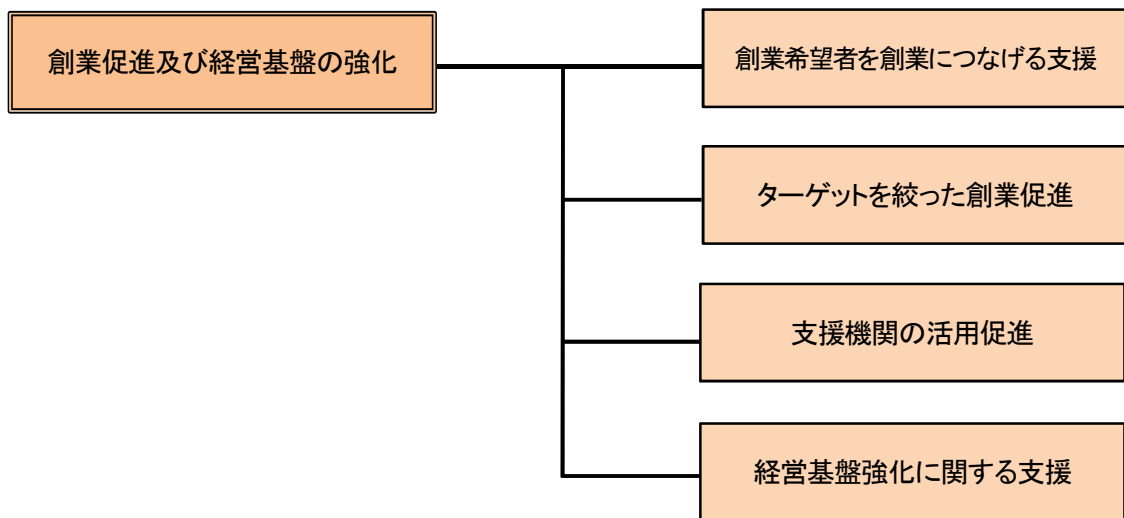 創業促進及び経営基盤の強化
創業希望者を創業につなげる支援
ターゲットを絞った創業促進
支援機関の活用促進
経営基盤強化に関する支援